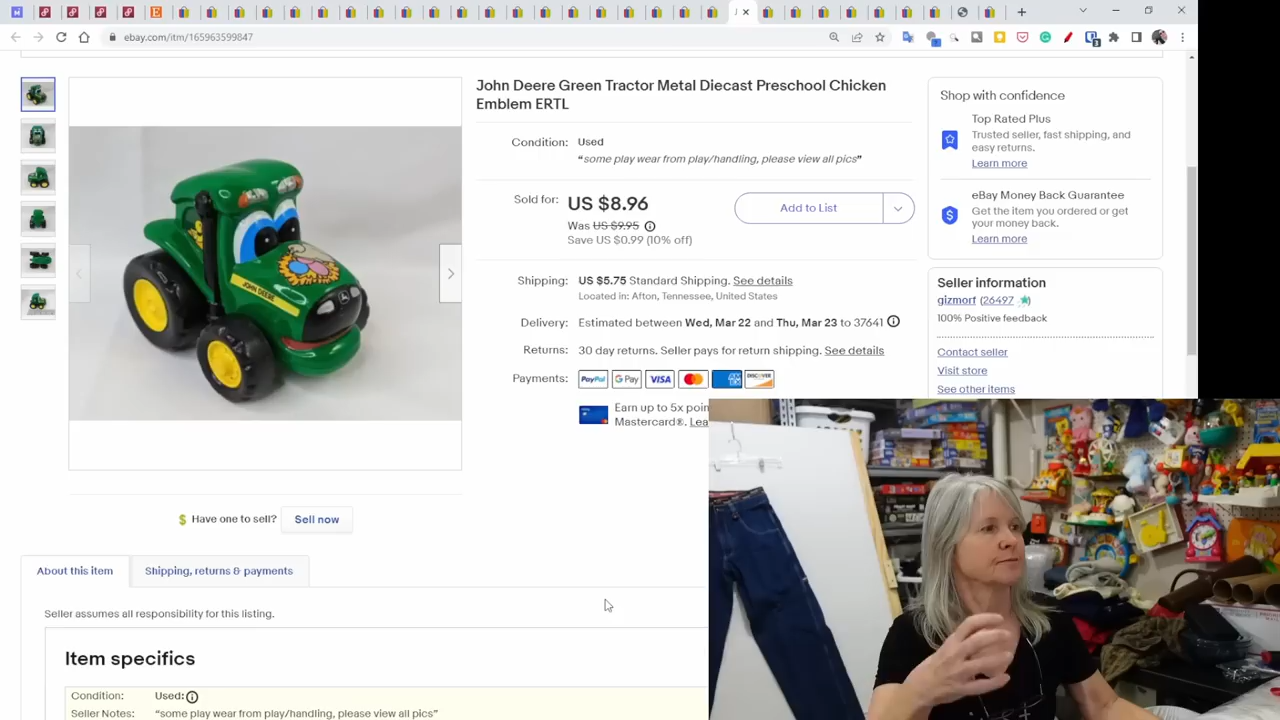 ebay.com/itm/165963599847
John Deere Green Tractor Metal Diecast Preschool Chicken
Emblem ERTL
Condition: Used
“some play wear from play/handling, please view all pics”
Sold for: US $8.96
Was US $9.95
Save US $0.99 (10% off)
Add to List
Shipping: US $5.75 Standard Shipping. See details
Located in: Afton, Tennessee, United States
Delivery: Estimated between Wed, Mar 22 and Thu, Mar 23 to 37641
Returns: 30 day returns. Seller pays for return shipping. See details
Payments: PayPal G Pay VISA DISCOVER
Earn up to 5x poin
Mastercard®. Lea
Shop with confidence
Top Rated Plus
Trusted seller, fast shipping, and
easy returns.
Learn more
eBay Money Back Guarantee
Get the item you ordered or get
your money back.
Learn more
Seller information
gizmorf (26497
100% Positive feedback
Contact seller
Visit store
See other items
JOHN DEERE
Have one to sell? Sell now
About this item
Shipping, returns & payments
Seller assumes all responsibility for this listing.
Item specifics
Condition: Used:
Seller Notes: “some play wear from play/handling, please view all pics”